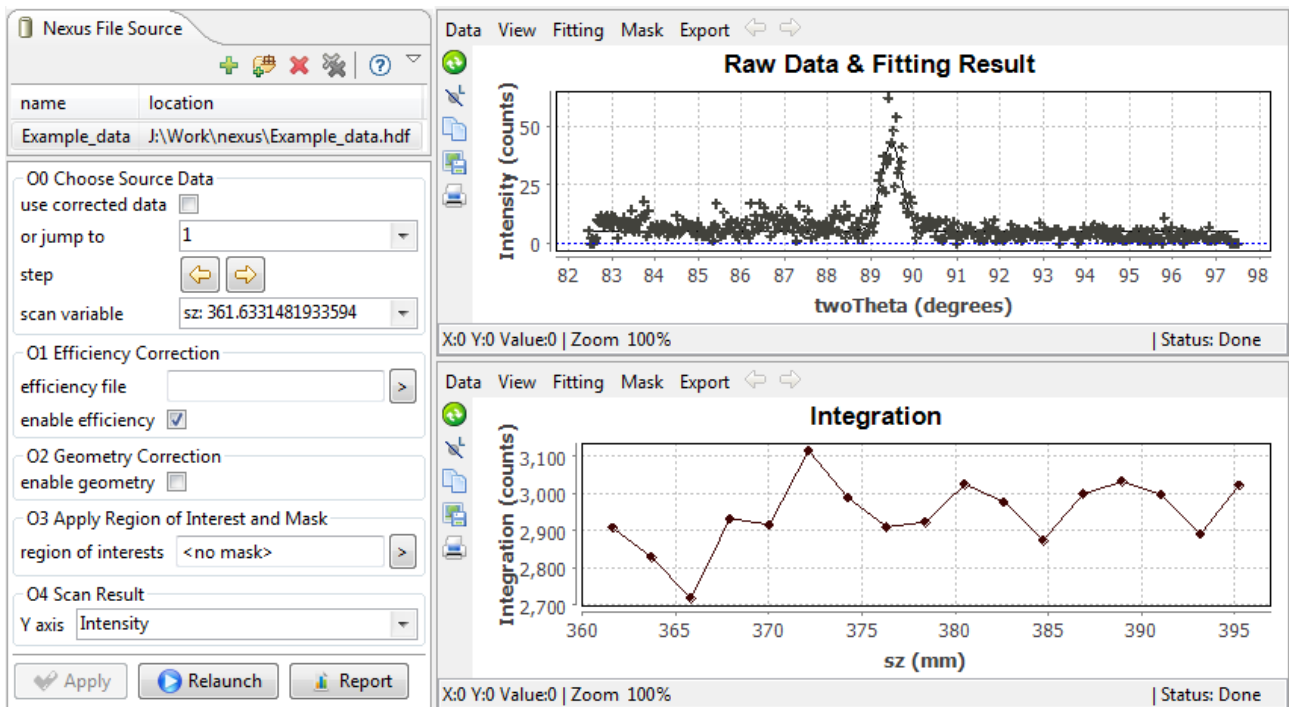 Nexus File Source
name location
Example_data J:\Work\nexus\Example_data.hdf
O0 Choose Source Data
use corrected data
or jump to 1
step
scan variable sz: 361.6331481933594
O1 Efficiency Correction
efficiency file >
enable efficiency
O2 Geometry Correction
enable geometry
O3 Apply Region of Interest and Mask
region of interests <no mask> >
O4 Scan Result
Y axis Intensity
Apply Relaunch Report
Data View Fitting Mask Export
Raw Data & Fitting Result
Intensity (counts)
50
25
0
82 83 84 85 86 87 88 89 90 91 92 93 94 95 96 97 98
twoTheta (degrees)
X:0 Y:0 Value:0 | Zoom 100% | Status: Done
Data View Fitting Mask Export
Integration
Integration (counts)
3,100
3,000
2,900
2,800
2,700
360 365 370 375 380 385 390 395
sz (mm)
X:0 Y:0 Value:0 | Zoom 100% | Status: Done